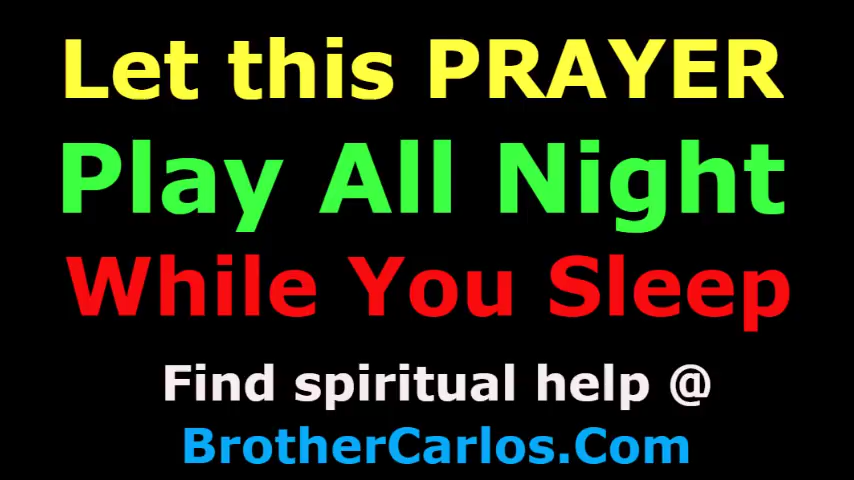 Let this PRAYER
Play All Night
While You Sleep
Find spiritual help @
BrotherCarlos.Com